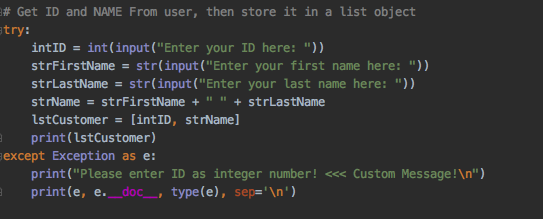 # Get ID and NAME From user, then store it in a list object
try:
    intID = int(input("Enter your ID here: "))
    strFirstName = str(input("Enter your first name here: "))
    strLastName = str(input("Enter your last name here: "))
    strName = strFirstName + " " + strLastName
    lstCustomer = [intID, strName]
    print(lstCustomer)
except Exception as e:
    print("Please enter ID as integer number! <<< Custom Message!\n")
    print(e, e.__doc__, type(e), sep='\n')